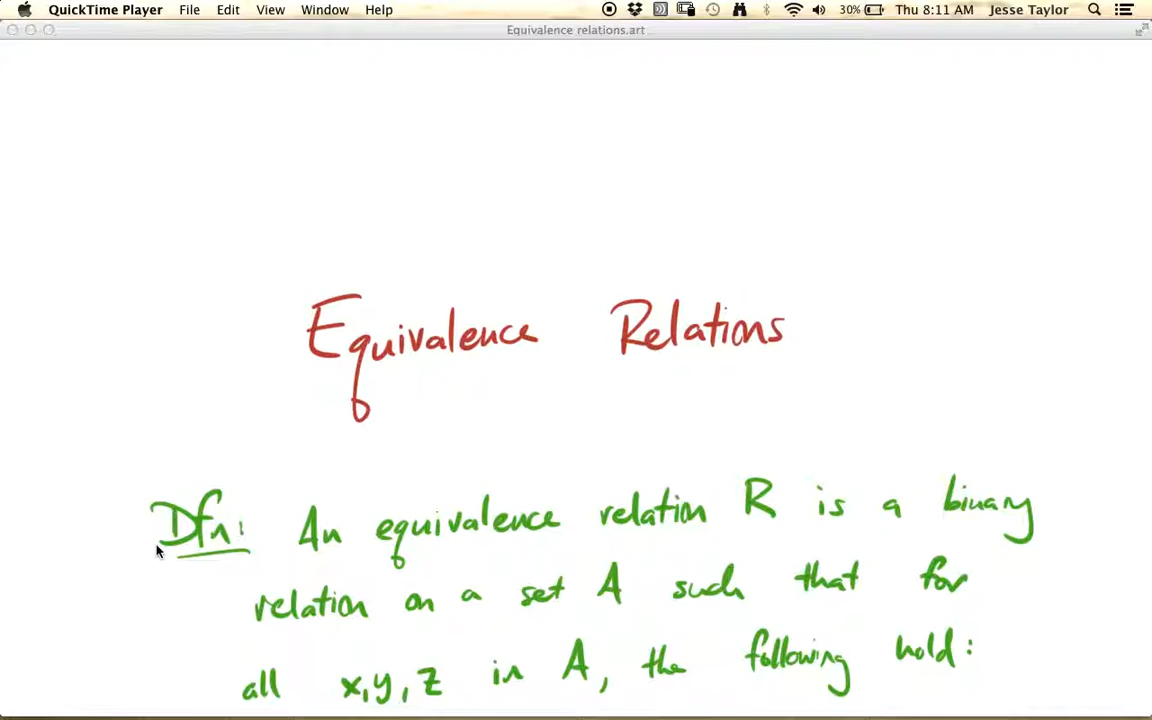 QuickTime Player File Edit View Window Help 30% Thu 8:11 AM Jesse Taylor
Equivalence relations.art
Equivalence Relations
Dfn: An equivalence relation R is a binary
relation on a set A such that for
all x,y,z in A, the following hold: